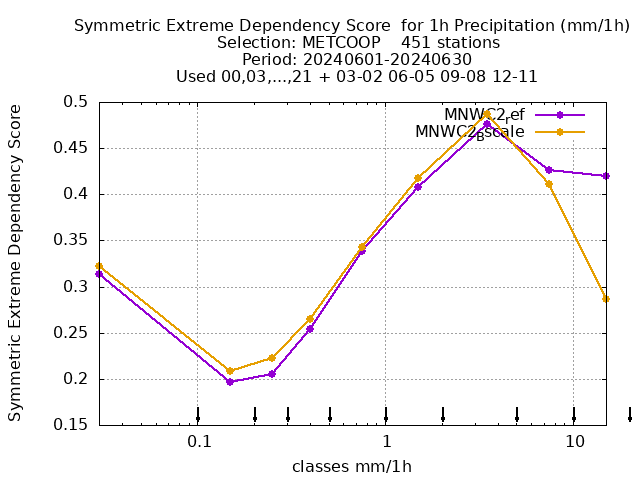 Symmetric Extreme Dependency Score  for 1h Precipitation (mm/1h)
Selection: METCOOP    451 stations
Period: 20240601-20240630
Used 00,03,...,21 + 03-02 06-05 09-08 12-11
Symmetric Extreme Dependency Score
0.5
0.45
0.4
0.35
0.3
0.25
0.2
0.15
MNWC2ref
MNWC2Bscale
0.1
1
10
classes mm/1h